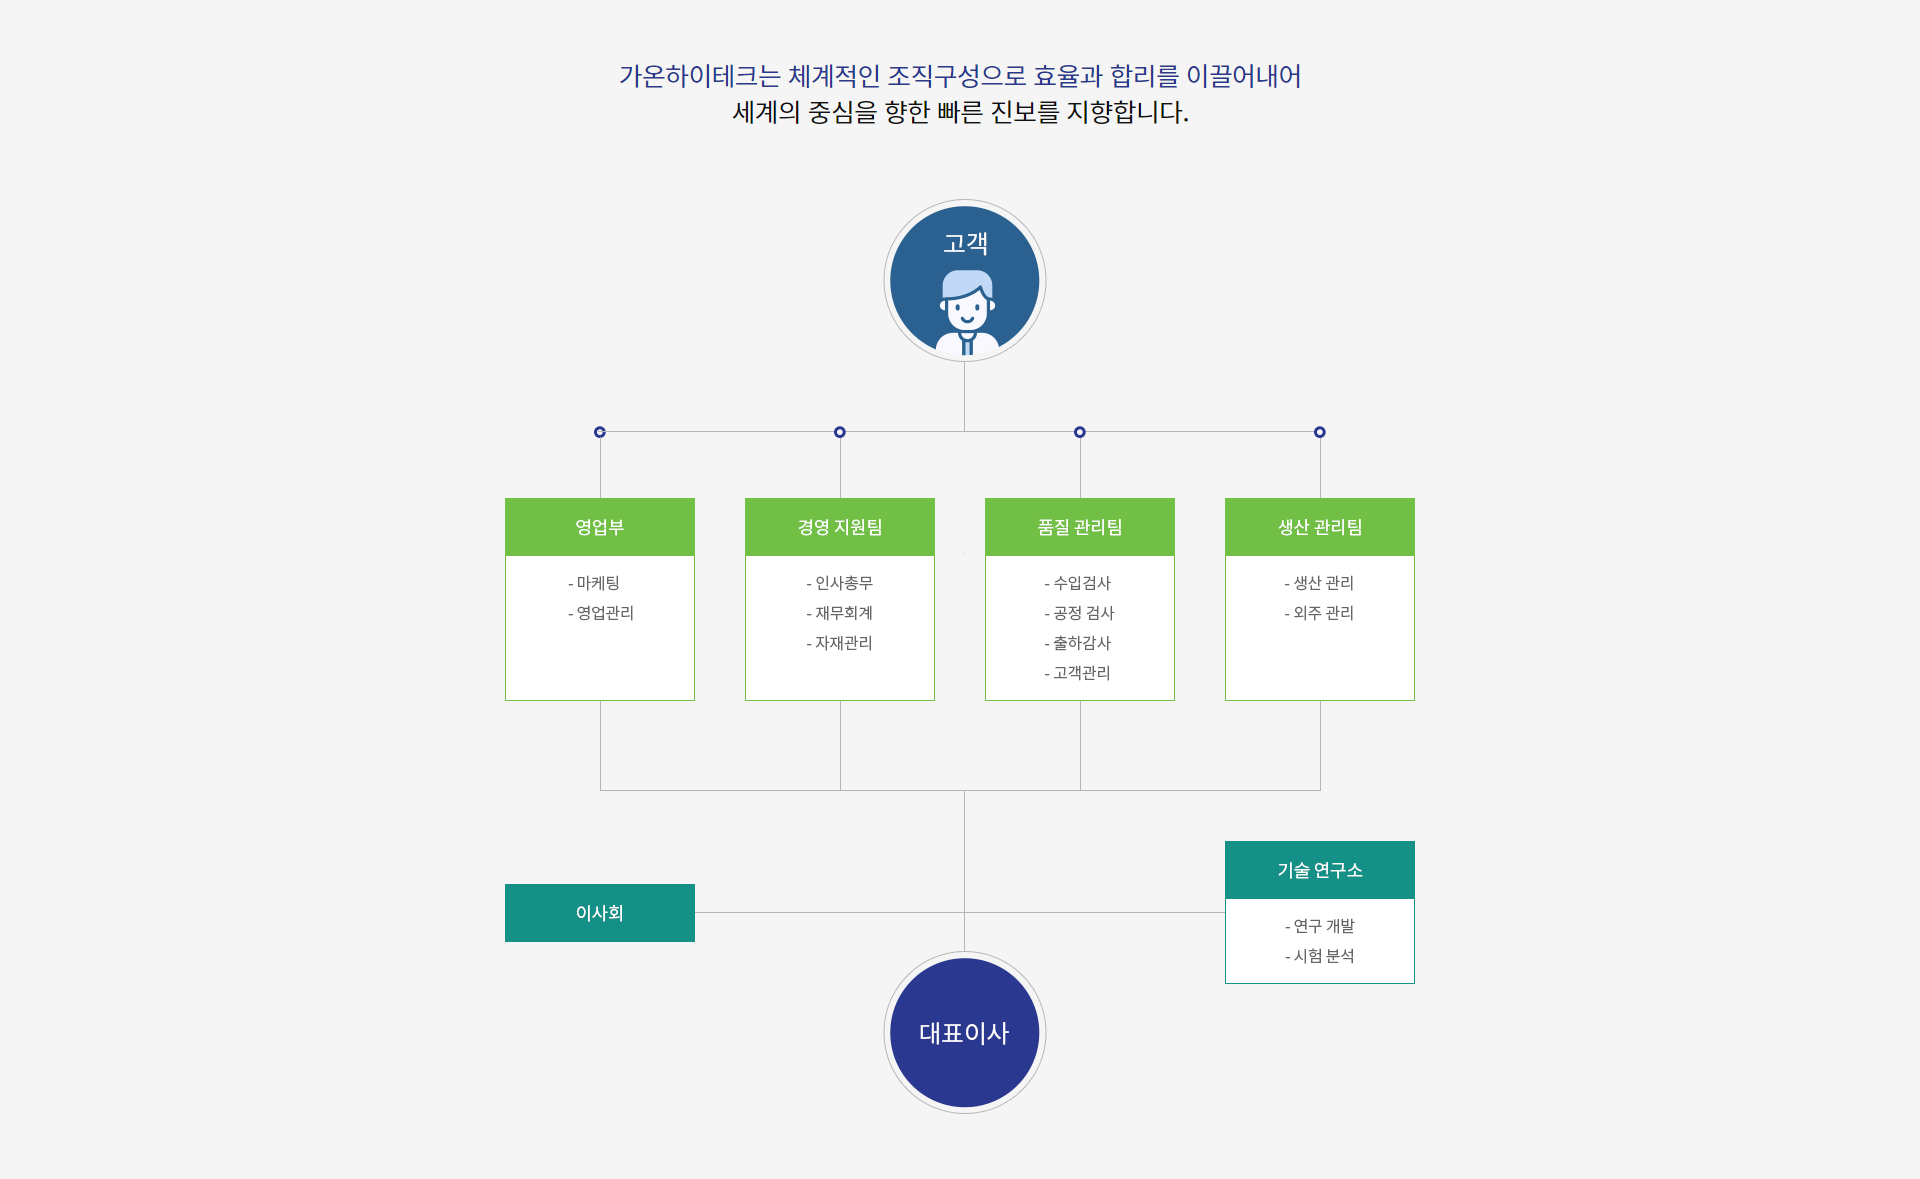 가온하이테크는 체계적인 조직구성으로 효율과 합리를 이끌어내어
세계의 중심을 향한 빠른 진보를 지향합니다.
고객
영업부
- 마케팅
- 영업관리
경영 지원팀
- 인사총무
- 재무회계
- 자재관리
품질 관리팀
- 수입검사
- 공정 검사
- 출하감사
- 고객관리
생산 관리팀
- 생산 관리
- 외주 관리
이사회
기술 연구소
- 연구 개발
- 시험 분석
대표이사